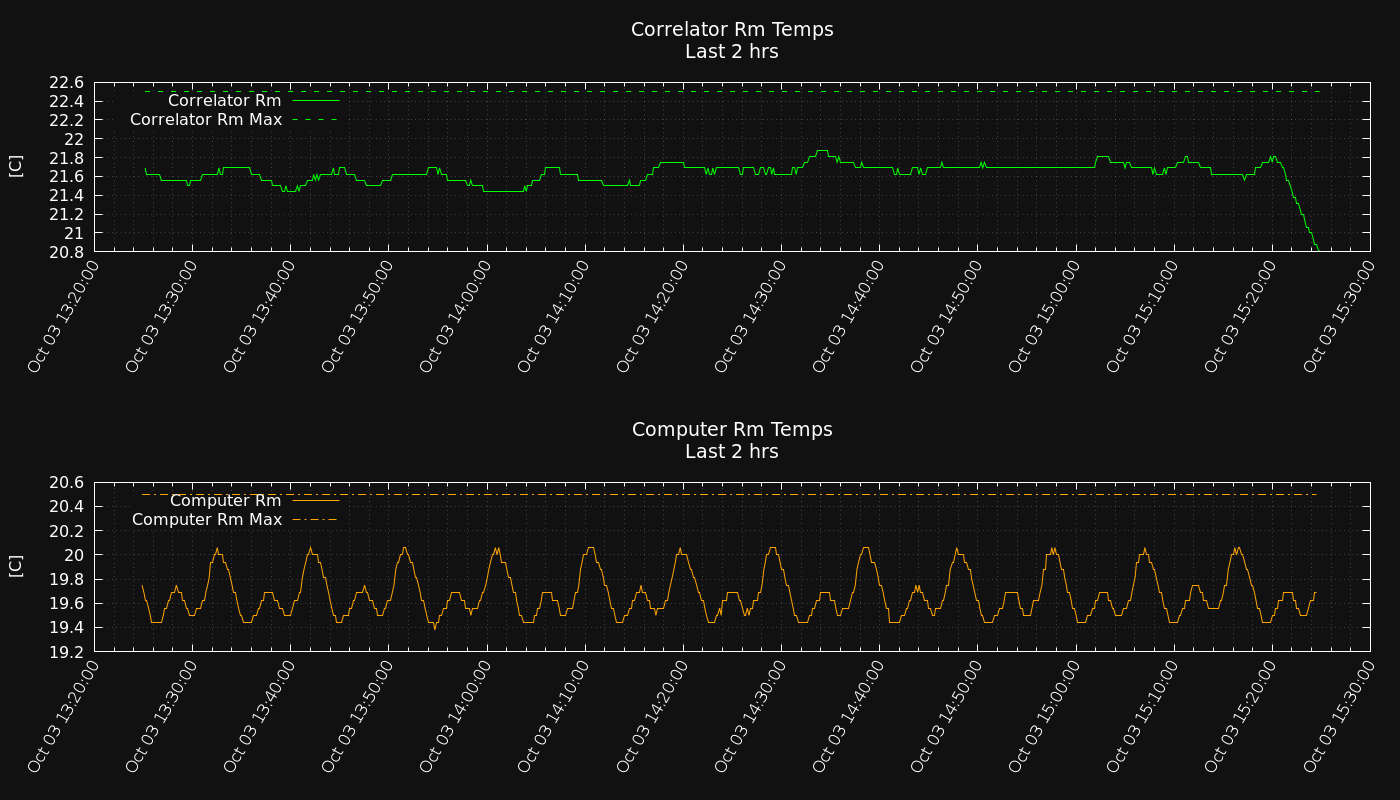 Correlator Rm Temps
Last 2 hrs
[C]
22.6
22.4
22.2
22
21.8
21.6
21.4
21.2
21
20.8
Correlator Rm
Correlator Rm Max
Oct 03 13:20:00
Oct 03 13:30:00
Oct 03 13:40:00
Oct 03 13:50:00
Oct 03 14:00:00
Oct 03 14:10:00
Oct 03 14:20:00
Oct 03 14:30:00
Oct 03 14:40:00
Oct 03 14:50:00
Oct 03 15:00:00
Oct 03 15:10:00
Oct 03 15:20:00
Oct 03 15:30:00
Computer Rm Temps
Last 2 hrs
[C]
20.6
20.4
20.2
20
19.8
19.6
19.4
19.2
Computer Rm
Computer Rm Max
Oct 03 13:20:00
Oct 03 13:30:00
Oct 03 13:40:00
Oct 03 13:50:00
Oct 03 14:00:00
Oct 03 14:10:00
Oct 03 14:20:00
Oct 03 14:30:00
Oct 03 14:40:00
Oct 03 14:50:00
Oct 03 15:00:00
Oct 03 15:10:00
Oct 03 15:20:00
Oct 03 15:30:00